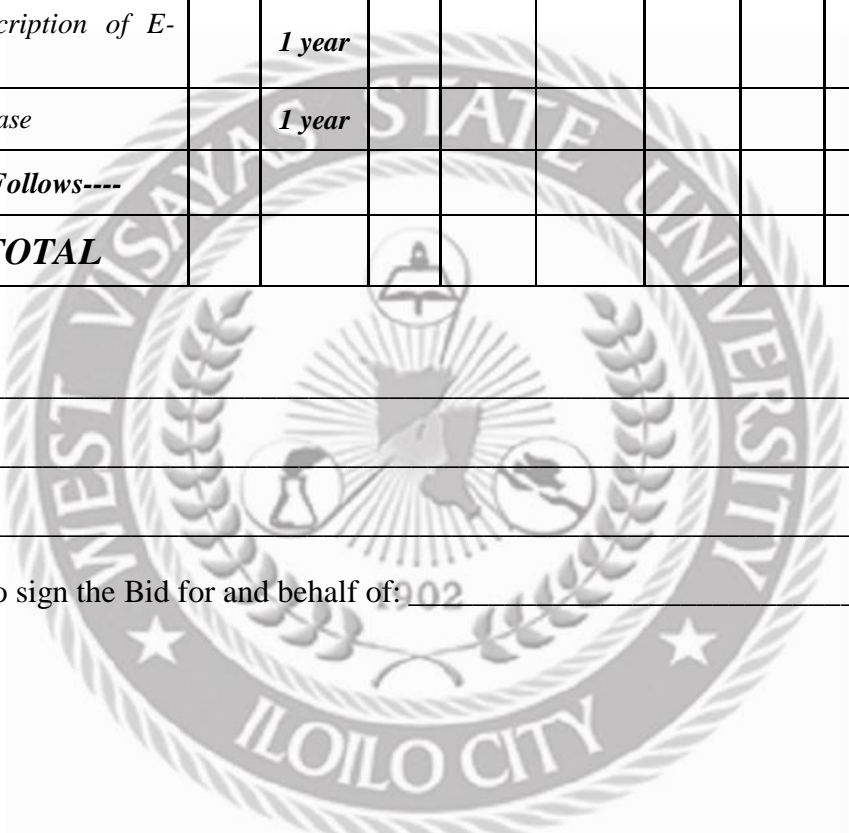 cription of E-
1 year
ase
1 year
Follows----
TOTAL
o sign the Bid for and behalf of: ____________________________
WEST VISAYAS STATE UNIVERSITY
1902
ILOILO CITY